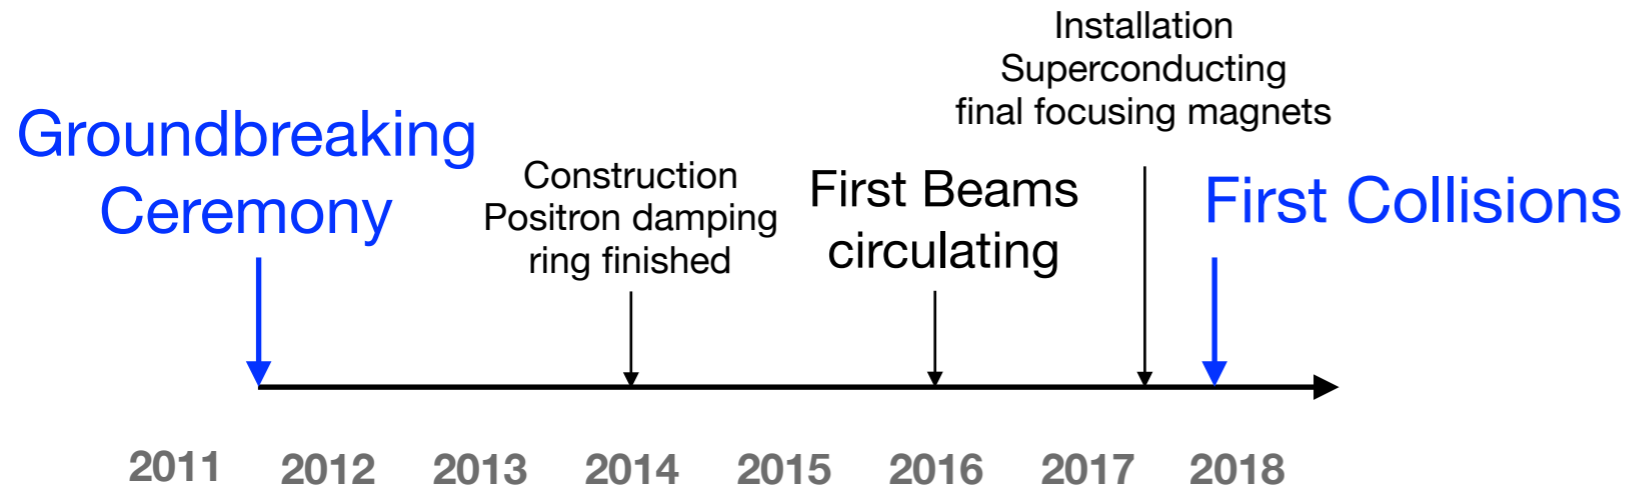 Groundbreaking
Ceremony
Construction
Positron damping
ring finished
First Beams
circulating
Installation
Superconducting
final focusing magnets
First Collisions
2011 2012 2013 2014 2015 2016 2017 2018